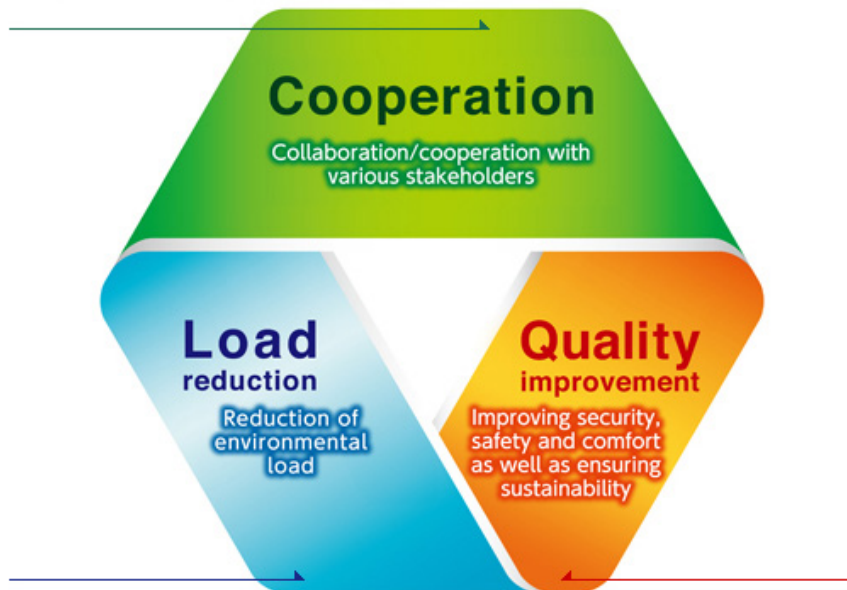 Cooperation
Collaboration/cooperation with
various stakeholders
Load
reduction
Reduction of
environmental
load
Quality
improvement
Improving security,
safety and comfort
as well as ensuring
sustainability